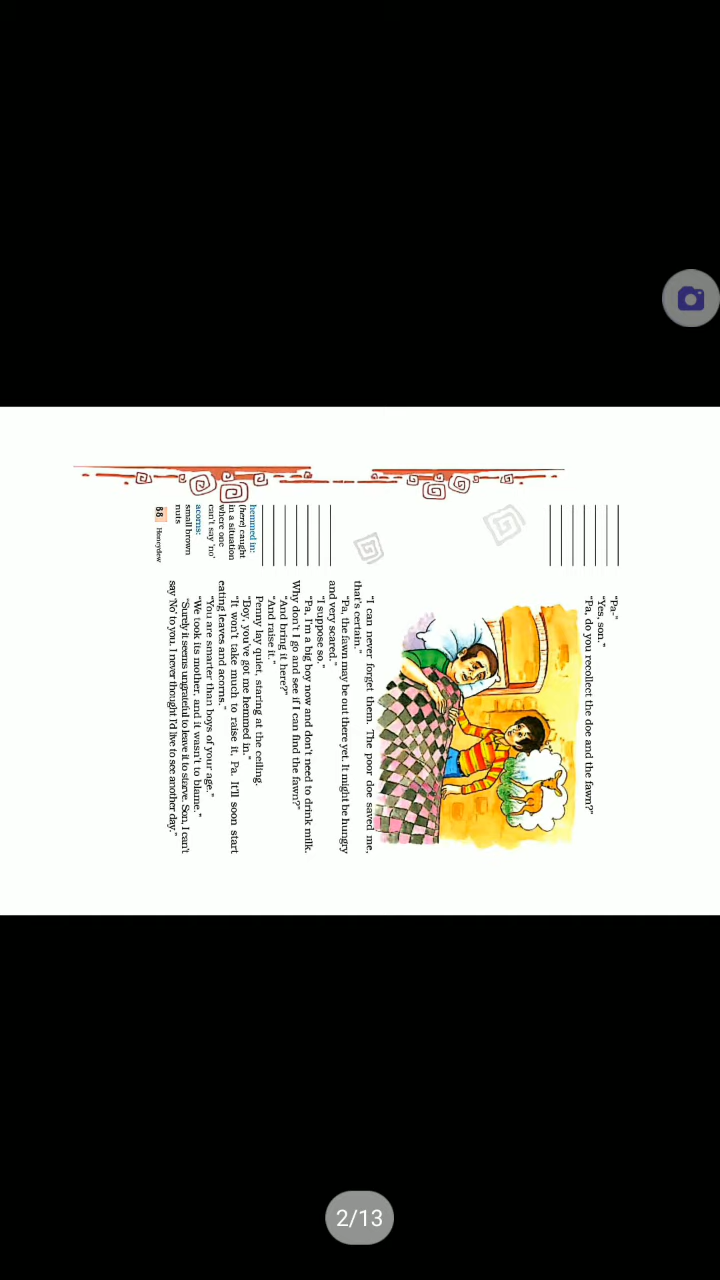 "Pa-"
"Yes, son."
"Pa, do you recollect the doe and the fawn?"
"I can never forget them. The poor doe saved me,
that's certain."
"Pa, the fawn may be out there yet. It might be hungry
and very scared."
"I suppose so."
"Pa, I'm a big boy now and don't need to drink milk.
Why don't I go and see if I can find the fawn?"
"And bring it here?"
"And raise it."
Penny lay quiet, staring at the ceiling.
"Boy, you've got me hemmed in."
"It won't take much to raise it, Pa. It'll soon start
eating leaves and acorns."
"You are smarter than boys of your age."
"We took its mother, and it wasn't to blame."
"Surely it seems ungrateful to leave it to starve. Son, I can't
say 'No' to you. I never thought I'd live to see another day."
hemmed in:
(here) caught
in a situation
where one
can't say 'no'
acorns:
small brown
nuts
68 Honeydew
2/13